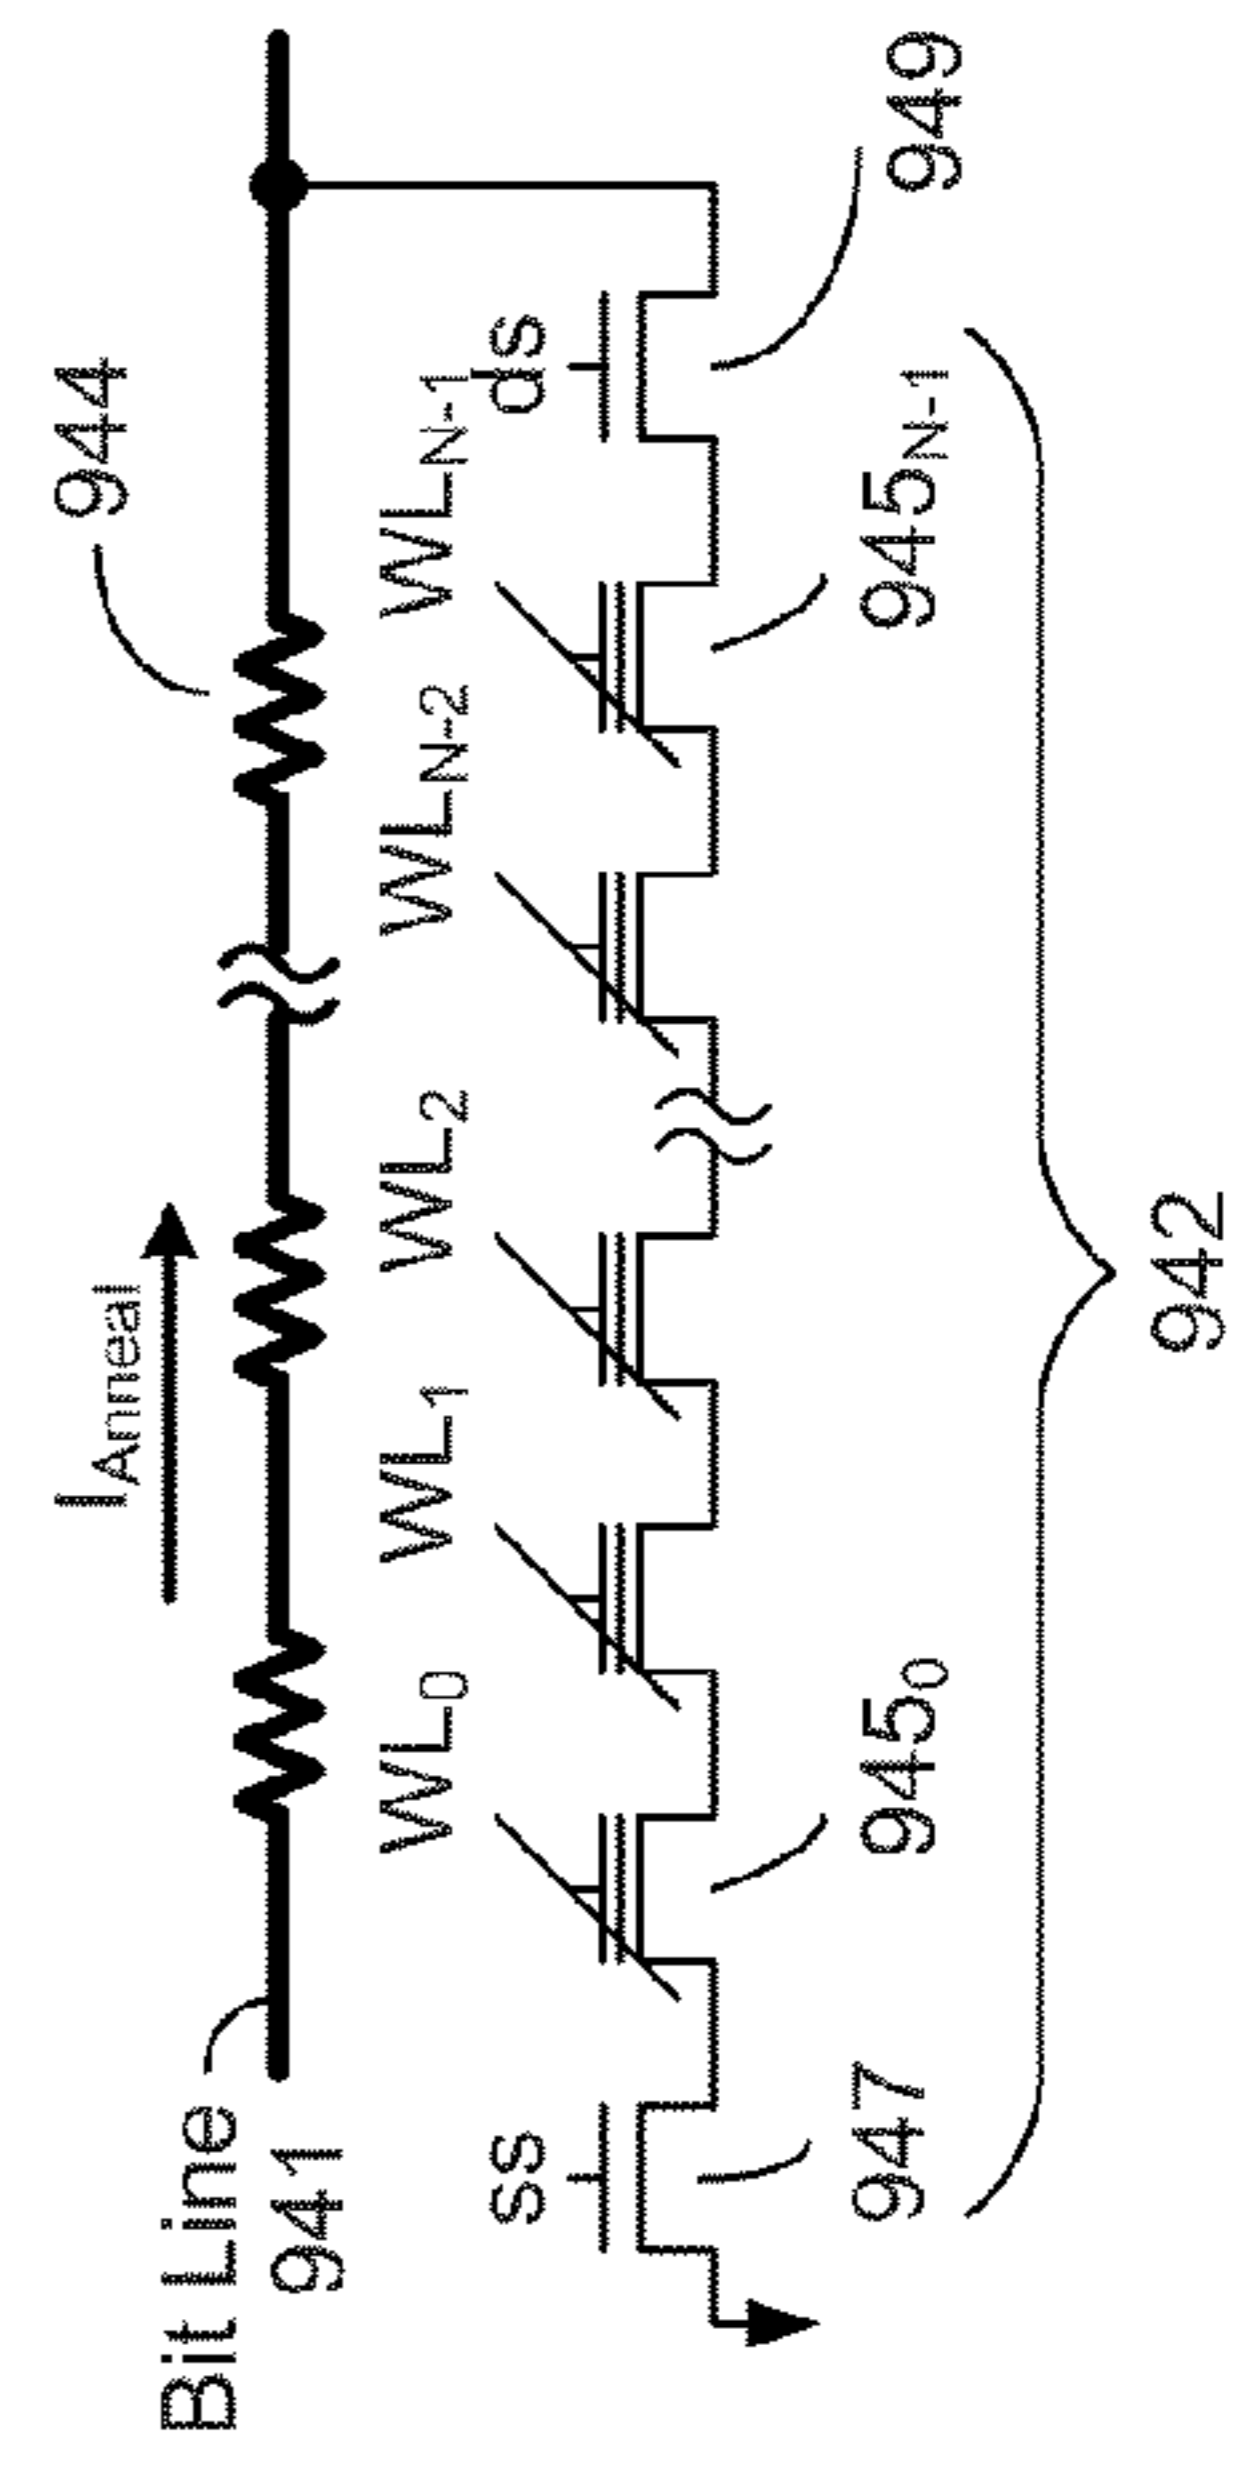 944
I_Anneal
Bit Line
941
WL_0
WL_1
WL_2
WL_N-2
WL_N-1
ss
ds
947
945_0
945_N-1
949
942